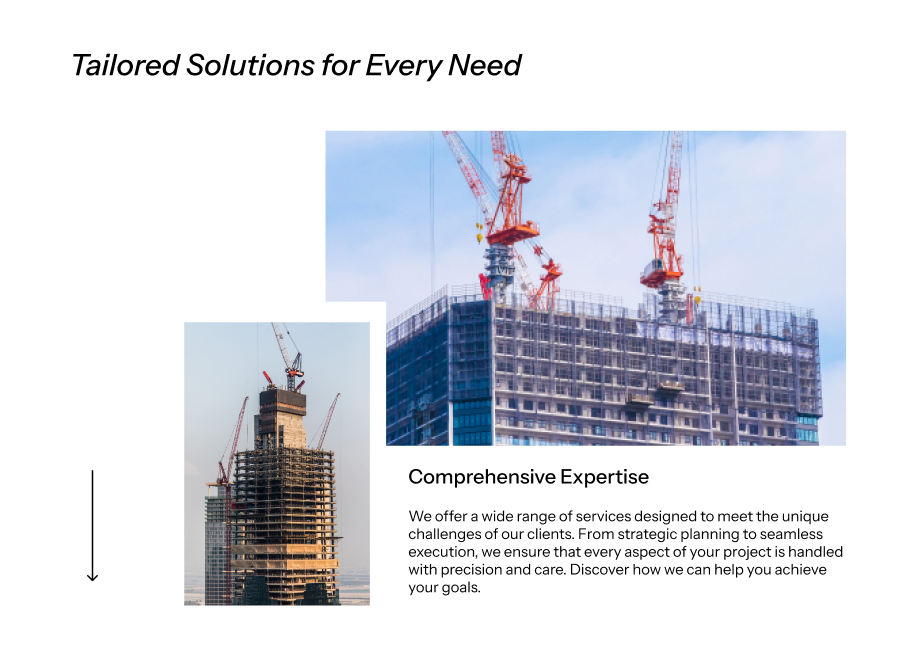 Tailored Solutions for Every Need
Comprehensive Expertise
We offer a wide range of services designed to meet the unique
challenges of our clients. From strategic planning to seamless
execution, we ensure that every aspect of your project is handled
with precision and care. Discover how we can help you achieve
your goals.